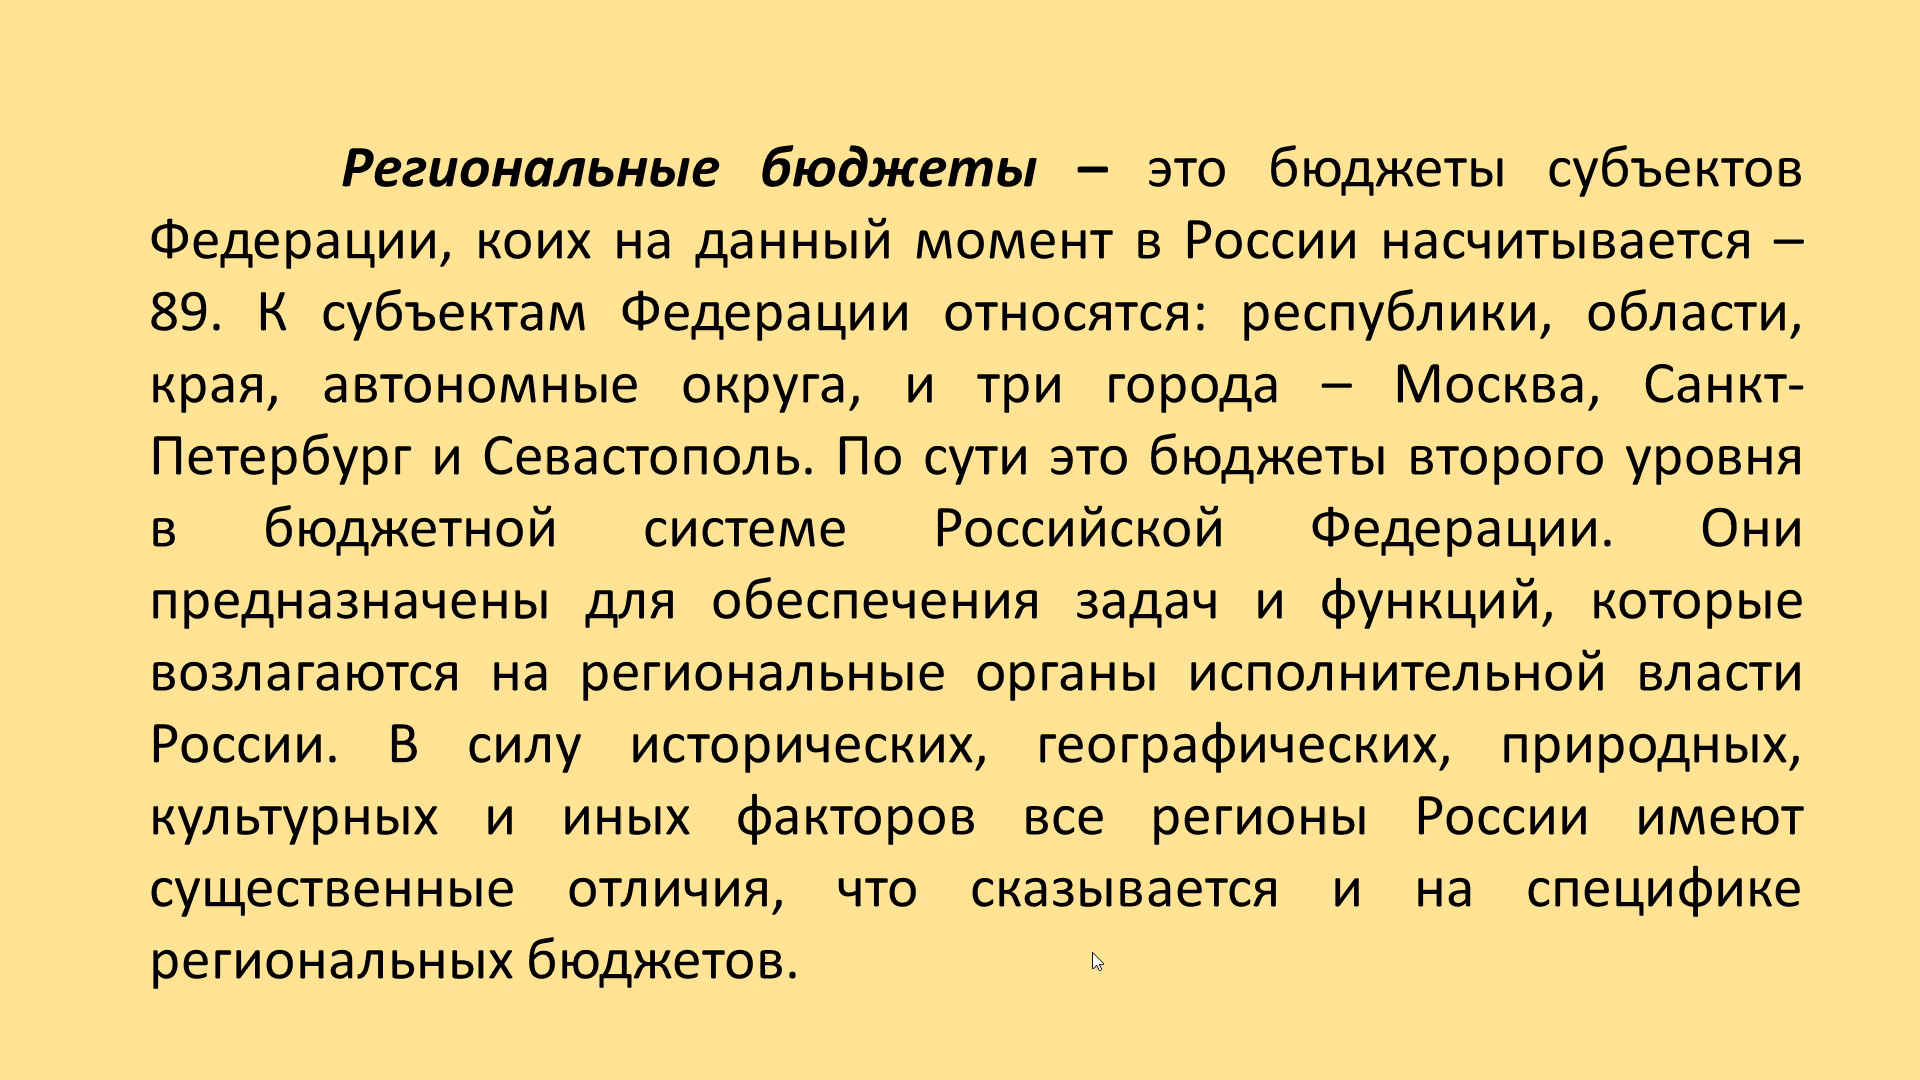 Региональные бюджеты – это бюджеты субъектов
Федерации, коих на данный момент в России насчитывается –
89. К субъектам Федерации относятся: республики, области,
края, автономные округа, и три города – Москва, Санкт-
Петербург и Севастополь. По сути это бюджеты второго уровня
в бюджетной системе Российской Федерации. Они
предназначены для обеспечения задач и функций, которые
возлагаются на региональные органы исполнительной власти
России. В силу исторических, географических, природных,
культурных и иных факторов все регионы России имеют
существенные отличия, что сказывается и на специфике
региональных бюджетов.